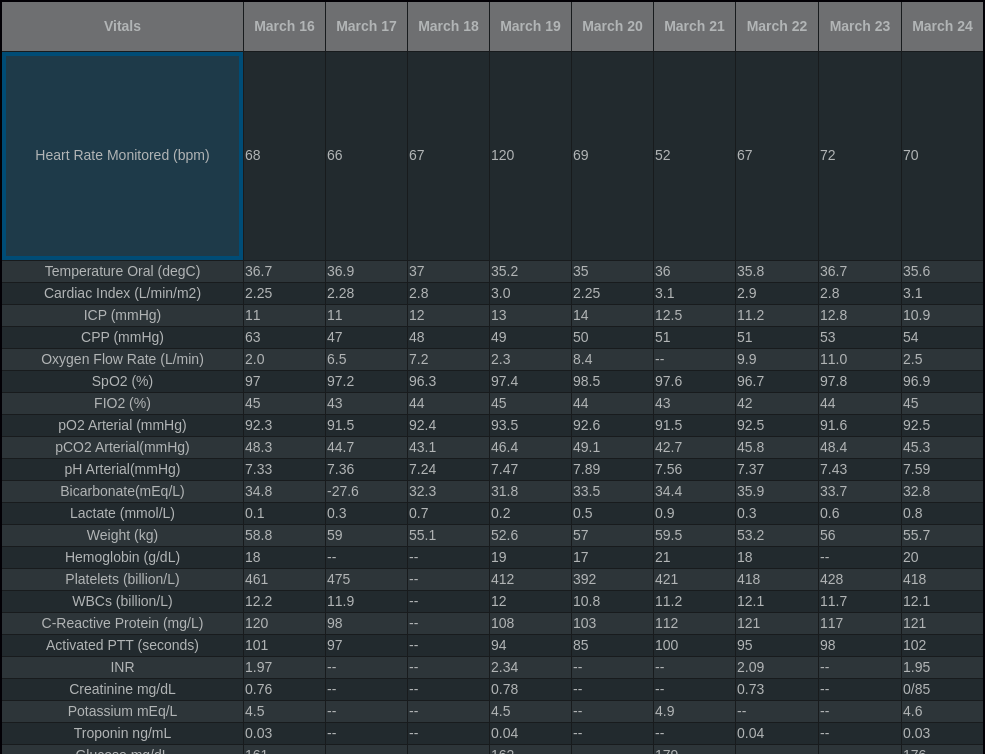 Vitals March 16 March 17 March 18 March 19 March 20 March 21 March 22 March 23 March 24
Heart Rate Monitored (bpm) 68 66 67 120 69 52 67 72 70
Temperature Oral (degC) 36.7 36.9 37 35.2 35 36 35.8 36.7 35.6
Cardiac Index (L/min/m2) 2.25 2.28 2.8 3.0 2.25 3.1 2.9 2.8 3.1
ICP (mmHg) 11 11 12 13 14 12.5 11.2 12.8 10.9
CPP (mmHg) 63 47 48 49 50 51 51 53 54
Oxygen Flow Rate (L/min) 2.0 6.5 7.2 2.3 8.4 -- 9.9 11.0 2.5
SpO2 (%) 97 97.2 96.3 97.4 98.5 97.6 96.7 97.8 96.9
FIO2 (%) 45 43 44 45 44 43 42 44 45
pO2 Arterial (mmHg) 92.3 91.5 92.4 93.5 92.6 91.5 92.5 91.6 92.5
pCO2 Arterial(mmHg) 48.3 44.7 43.1 46.4 49.1 42.7 45.8 48.4 45.3
pH Arterial(mmHg) 7.33 7.36 7.24 7.47 7.89 7.56 7.37 7.43 7.59
Bicarbonate(mEq/L) 34.8 -27.6 32.3 31.8 33.5 34.4 35.9 33.7 32.8
Lactate (mmol/L) 0.1 0.3 0.7 0.2 0.5 0.9 0.3 0.6 0.8
Weight (kg) 58.8 59 55.1 52.6 57 59.5 53.2 56 55.7
Hemoglobin (g/dL) 18 -- -- 19 17 21 18 -- 20
Platelets (billion/L) 461 475 -- 412 392 421 418 428 418
WBCs (billion/L) 12.2 11.9 -- 12 10.8 11.2 12.1 11.7 12.1
C-Reactive Protein (mg/L) 120 98 -- 108 103 112 121 117 121
Activated PTT (seconds) 101 97 -- 94 85 100 95 98 102
INR 1.97 -- -- 2.34 -- -- 2.09 -- 1.95
Creatinine mg/dL 0.76 -- -- 0.78 -- -- 0.73 -- 0/85
Potassium mEq/L 4.5 -- -- 4.5 -- 4.9 -- -- 4.6
Troponin ng/mL 0.03 -- -- 0.04 -- -- 0.04 -- 0.03
Glucose mg/dL 161